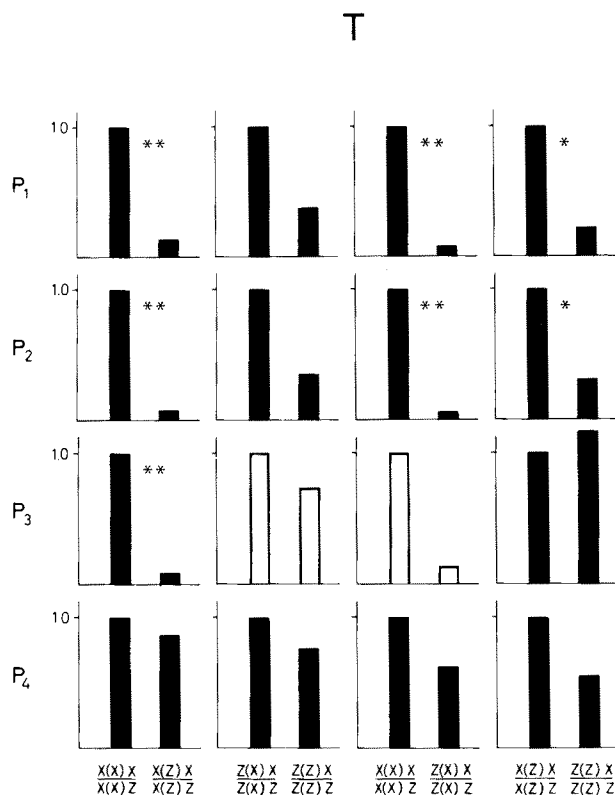 T
1.0 ** ** *
P1
1.0 ** ** *
P2
1.0 **
P3
1.0
P4
X(X)X X(Z)X Z(X)X Z(Z)X X(X)X Z(X)X X(Z)X Z(Z)X
X(X)Z X(Z)Z Z(X)Z Z(Z)Z X(X)Z Z(X)Z X(Z)Z Z(Z)Z